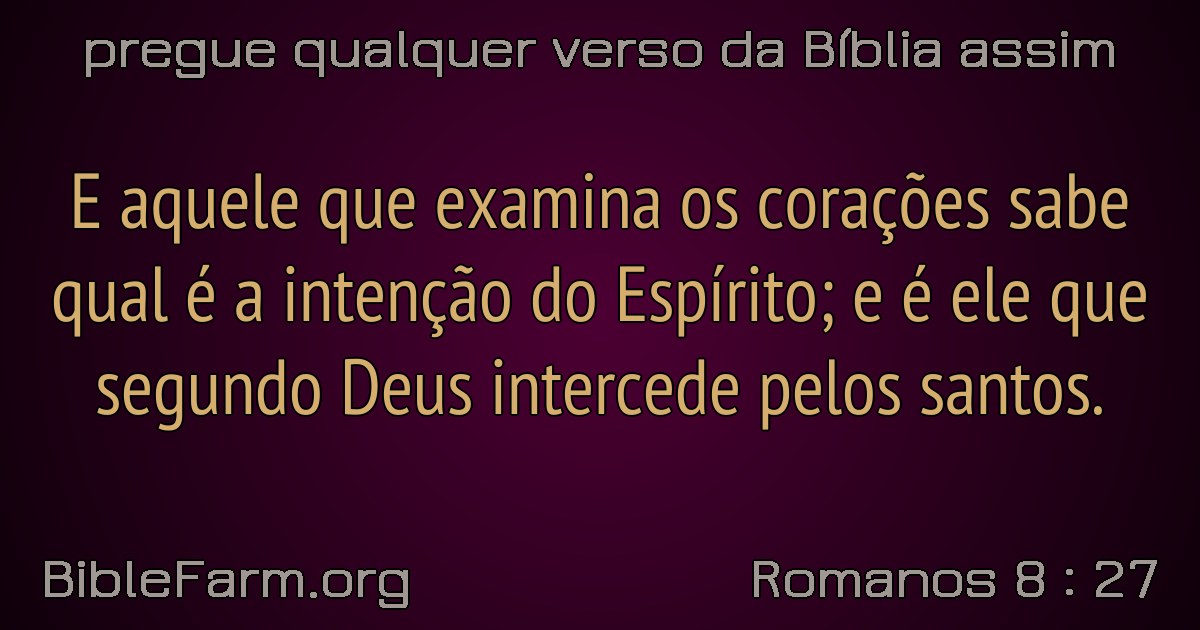 pregue qualquer verso da Bíblia assim
E aquele que examina os corações sabe
qual é a intenção do Espírito; e é ele que
segundo Deus intercede pelos santos.
BibleFarm.org
Romanos 8 : 27